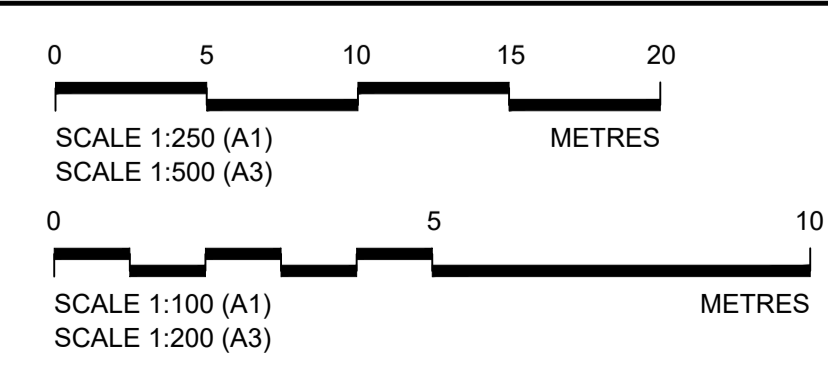 0 5 10 15 20
SCALE 1:250 (A1) METRES
SCALE 1:500 (A3)
0 5 10
SCALE 1:100 (A1) METRES
SCALE 1:200 (A3)